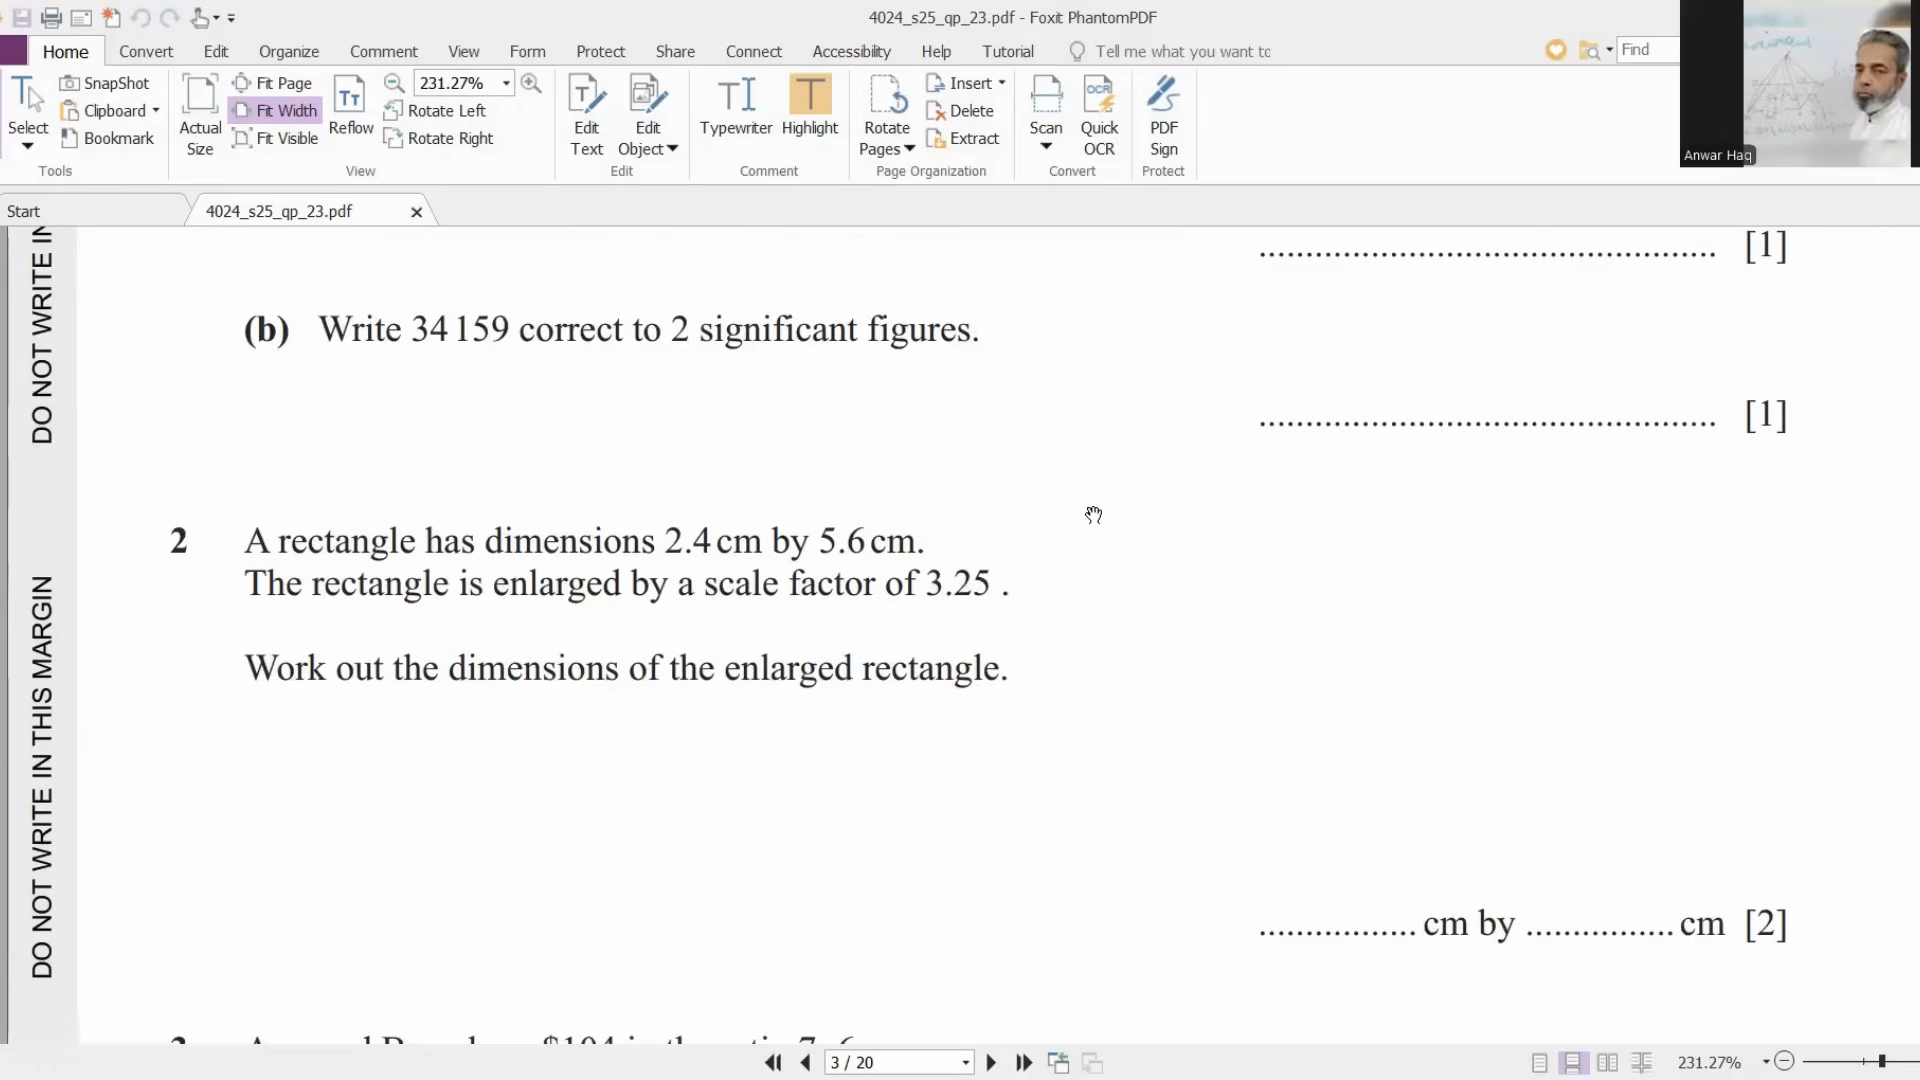 4024_s25_qp_23.pdf - Foxit PhantomPDF
Home Convert Edit Organize Comment View Form Protect Share Connect Accessibility Help Tutorial Tell me what you want to Find
Select
Tools
SnapShot
Clipboard
Bookmark
Actual Size
Fit Page
Fit Width
Fit Visible
Reflow
231.27%
Rotate Left
Rotate Right
View
Edit Text
Edit Object
Edit
Typewriter
Highlight
Comment
Rotate Pages
Insert
Delete
Extract
Page Organization
Scan
Quick OCR
Convert
PDF Sign
Protect
Anwar Haq
Start
4024_s25_qp_23.pdf
DO NOT WRITE IN
................................................. [1]
(b) Write 34 159 correct to 2 significant figures.
................................................. [1]
2 A rectangle has dimensions 2.4 cm by 5.6 cm.
The rectangle is enlarged by a scale factor of 3.25 .
Work out the dimensions of the enlarged rectangle.
DO NOT WRITE IN THIS MARGIN
................. cm by ................ cm [2]
3 / 20
231.27%